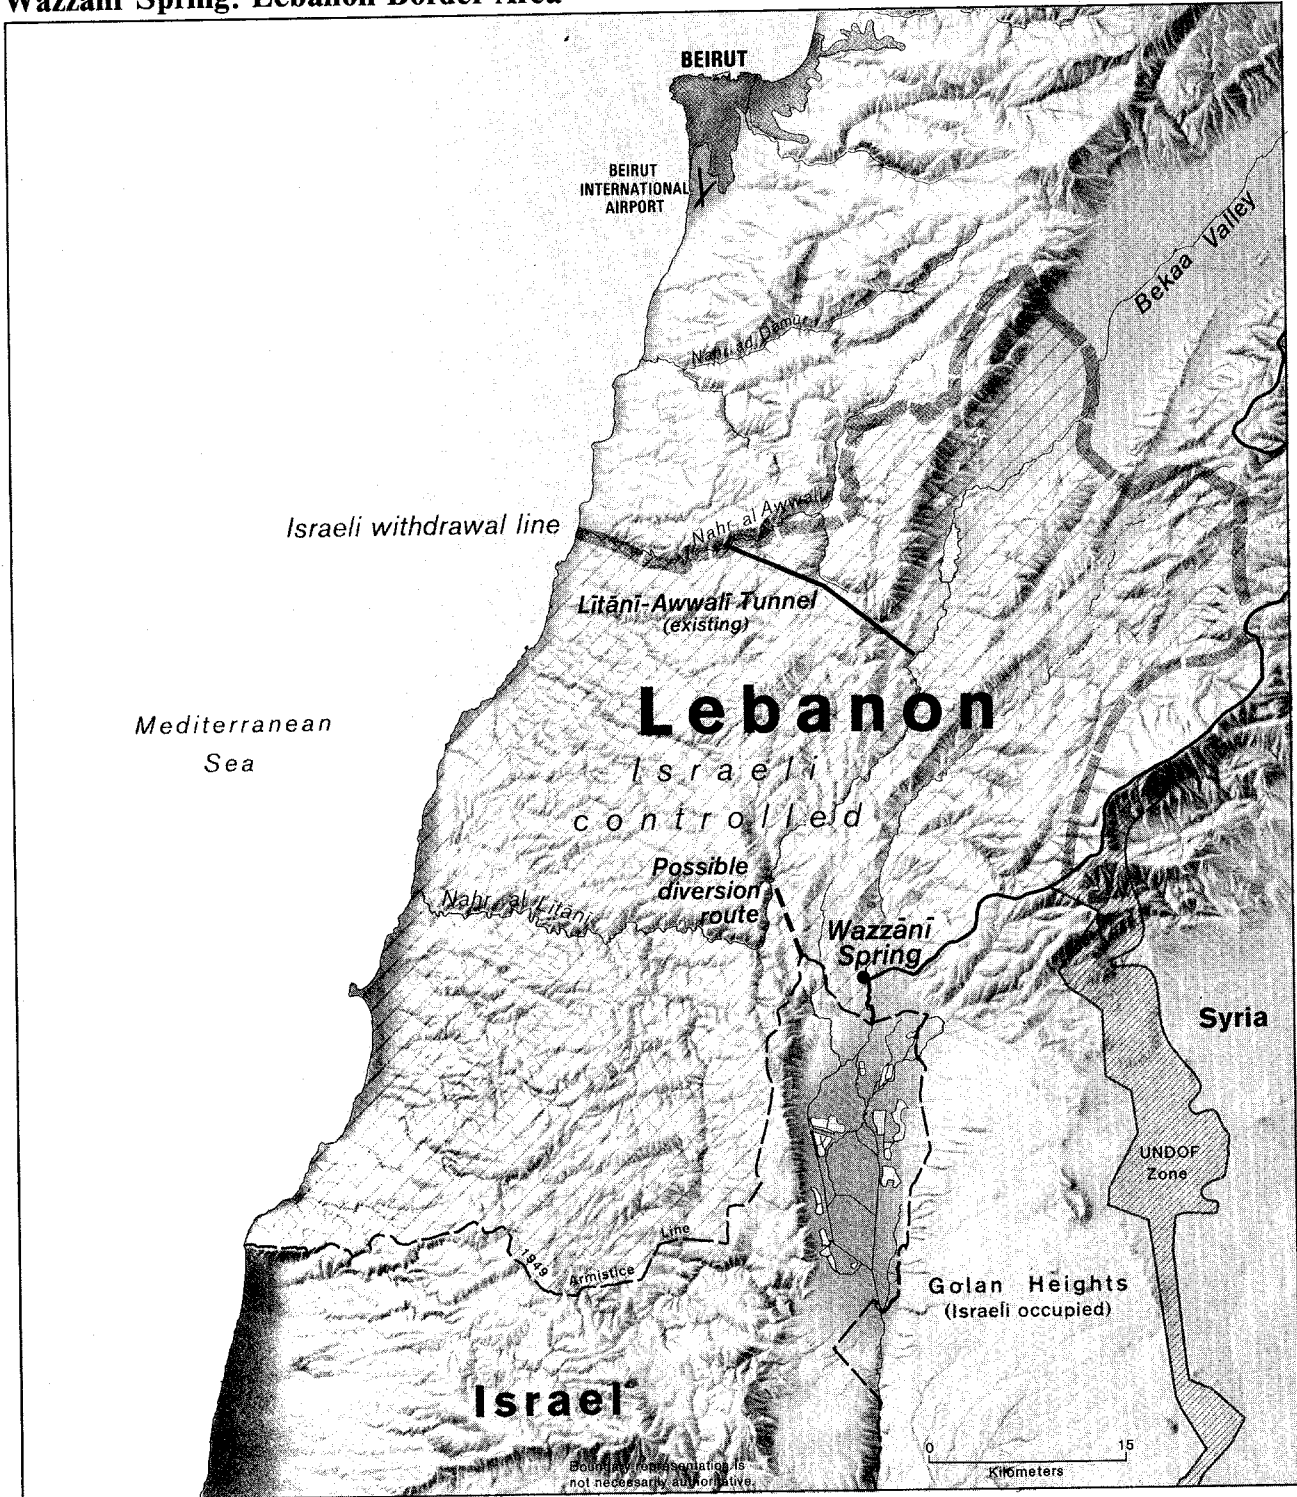 Wazzani Spring: Lebanon Border Area
BEIRUT
BEIRUT
INTERNATIONAL
AIRPORT
Bekaa Valley
Nahr ad Damur
Israeli withdrawal line
Nahr al Awwali
Lītānī-Awwalī Tunnel
(existing)
Lebanon
Mediterranean
Sea
Israeli
controlled
Possible
diversion
route
Nahr al Lītānī
Wazzānī
Spring
Syria
UNDOF
Zone
1949
Armistice
Line
Golan Heights
(Israeli occupied)
Israel
0 15
Kilometers
Boundary representation is
not necessarily authoritative.